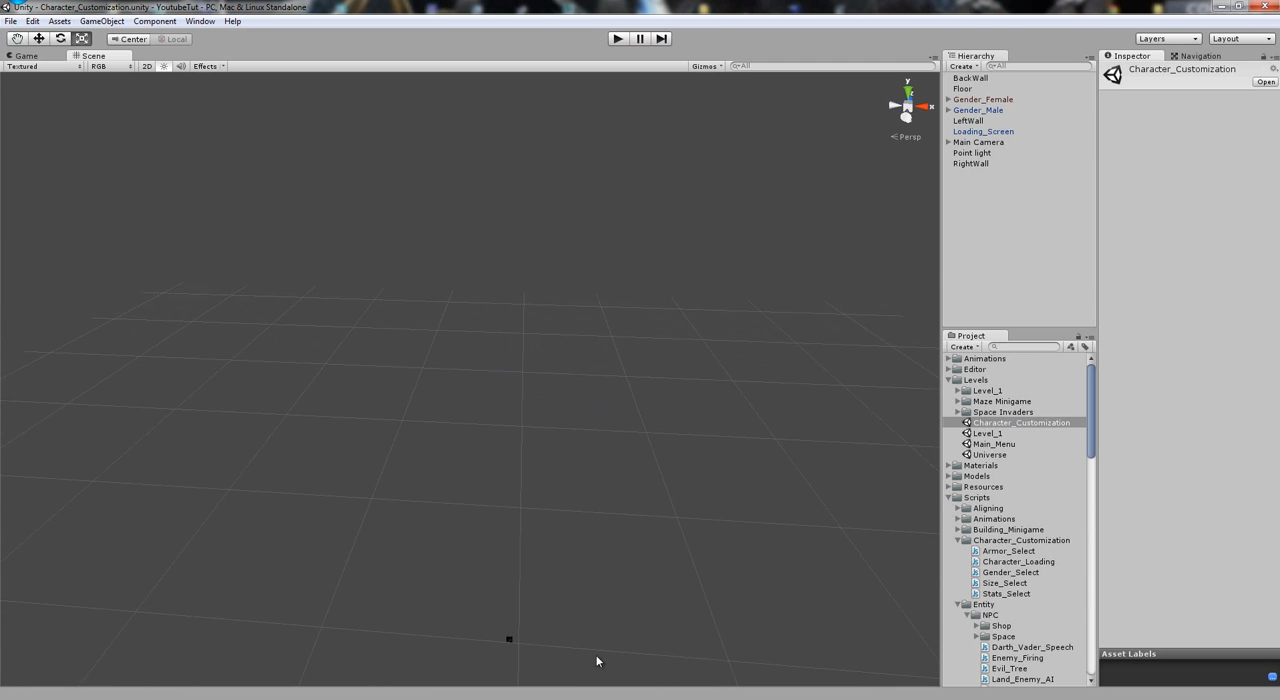 Unity - Character_Customization.unity - YoutubeTut - PC, Mac & Linux Standalone
File Edit Assets GameObject Component Window Help
Center Local Layers Layout
Game Scene Hierarchy Inspector Navigation
Textured RGB 2D Effects Gizmos All Create All
Character_Customization
Open
BackWall
Floor
Gender_Female
Gender_Male
LeftWall
Loading_Screen
Main Camera
Point light
RightWall
y
x
Persp
Project
Create
Animations
Editor
Levels
Level_1
Maze Minigame
Space Invaders
Character_Customization
Level_1
Main_Menu
Universe
Materials
Models
Resources
Scripts
Aligning
Animations
Building_Minigame
Character_Customization
Armor_Select
Character_Loading
Gender_Select
Size_Select
Stats_Select
Entity
NPC
Shop
Space
Darth_Vader_Speech
Enemy_Firing
Evil_Tree
Land_Enemy_AI
Asset Labels